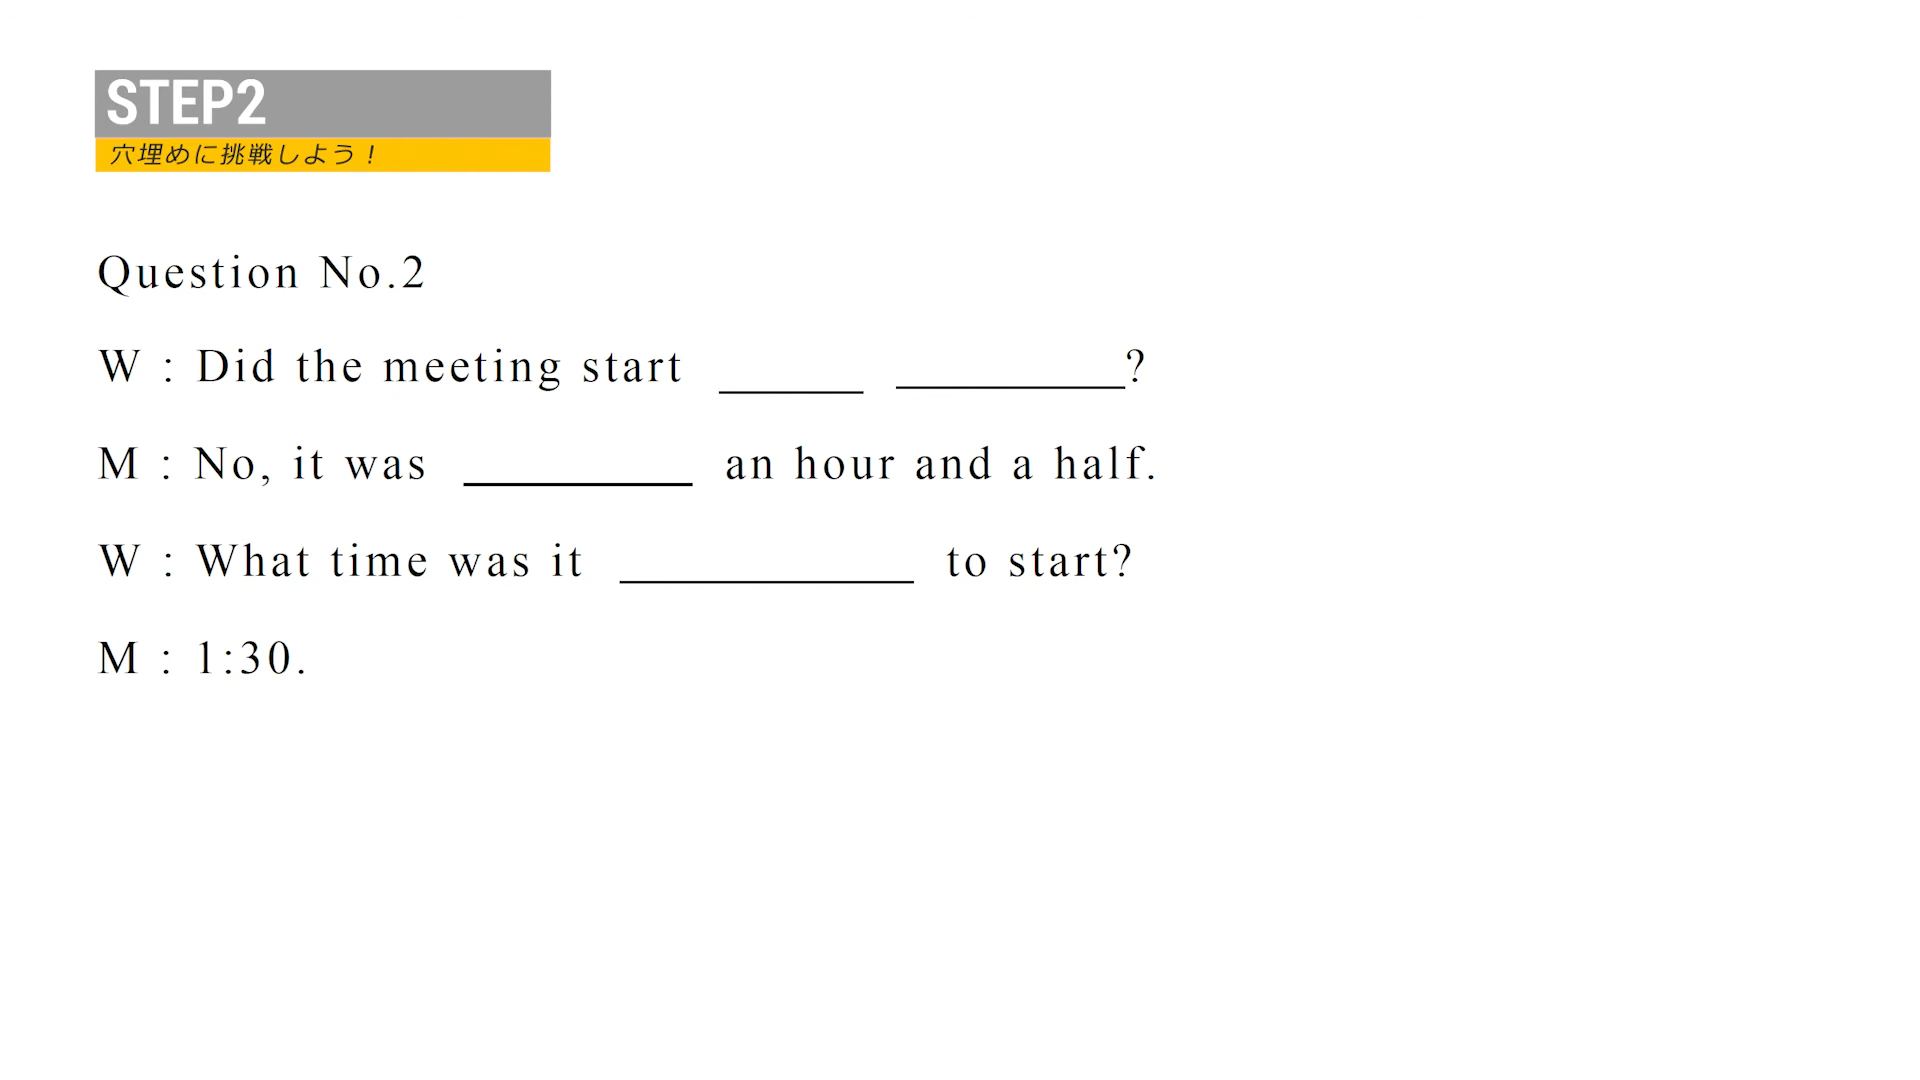 STEP2
穴埋めに挑戦しよう！
Question No.2
W : Did the meeting start _____ ________?
M : No, it was ________ an hour and a half.
W : What time was it __________ to start?
M : 1:30.